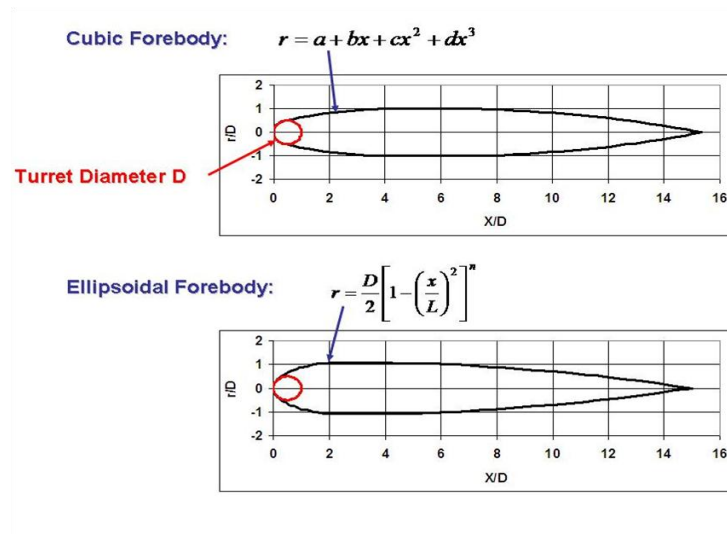 Cubic Forebody: r = a + bx + cx² + dx³
2
1
0
-1
-2
r/D
Turret Diameter D
0 2 4 6 8 10 12 14 16
X/D
Ellipsoidal Forebody: r = D/2 [1 − (x/L)²]ⁿ
2
1
0
-1
-2
r/D
0 2 4 6 8 10 12 14 16
X/D